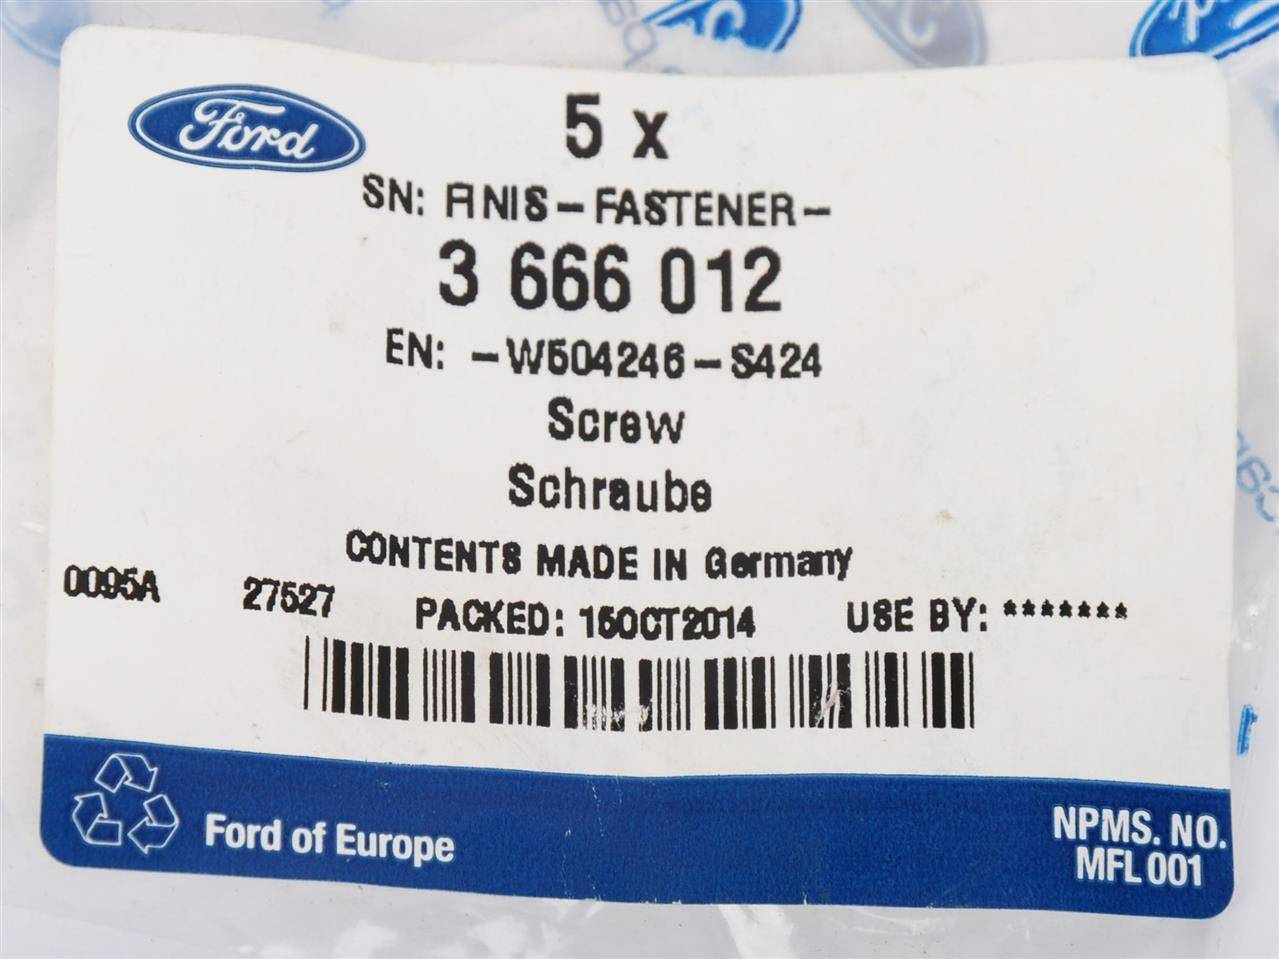 Ford
5 x
SN: FINIS-FASTENER-
3 666 012
EN: -W504246-S424
Screw
Schraube
CONTENTS MADE IN Germany
0095A 27527 PACKED: 15OCT2014 USE BY: *******
Ford of Europe
NPMS. NO.
MFL 001